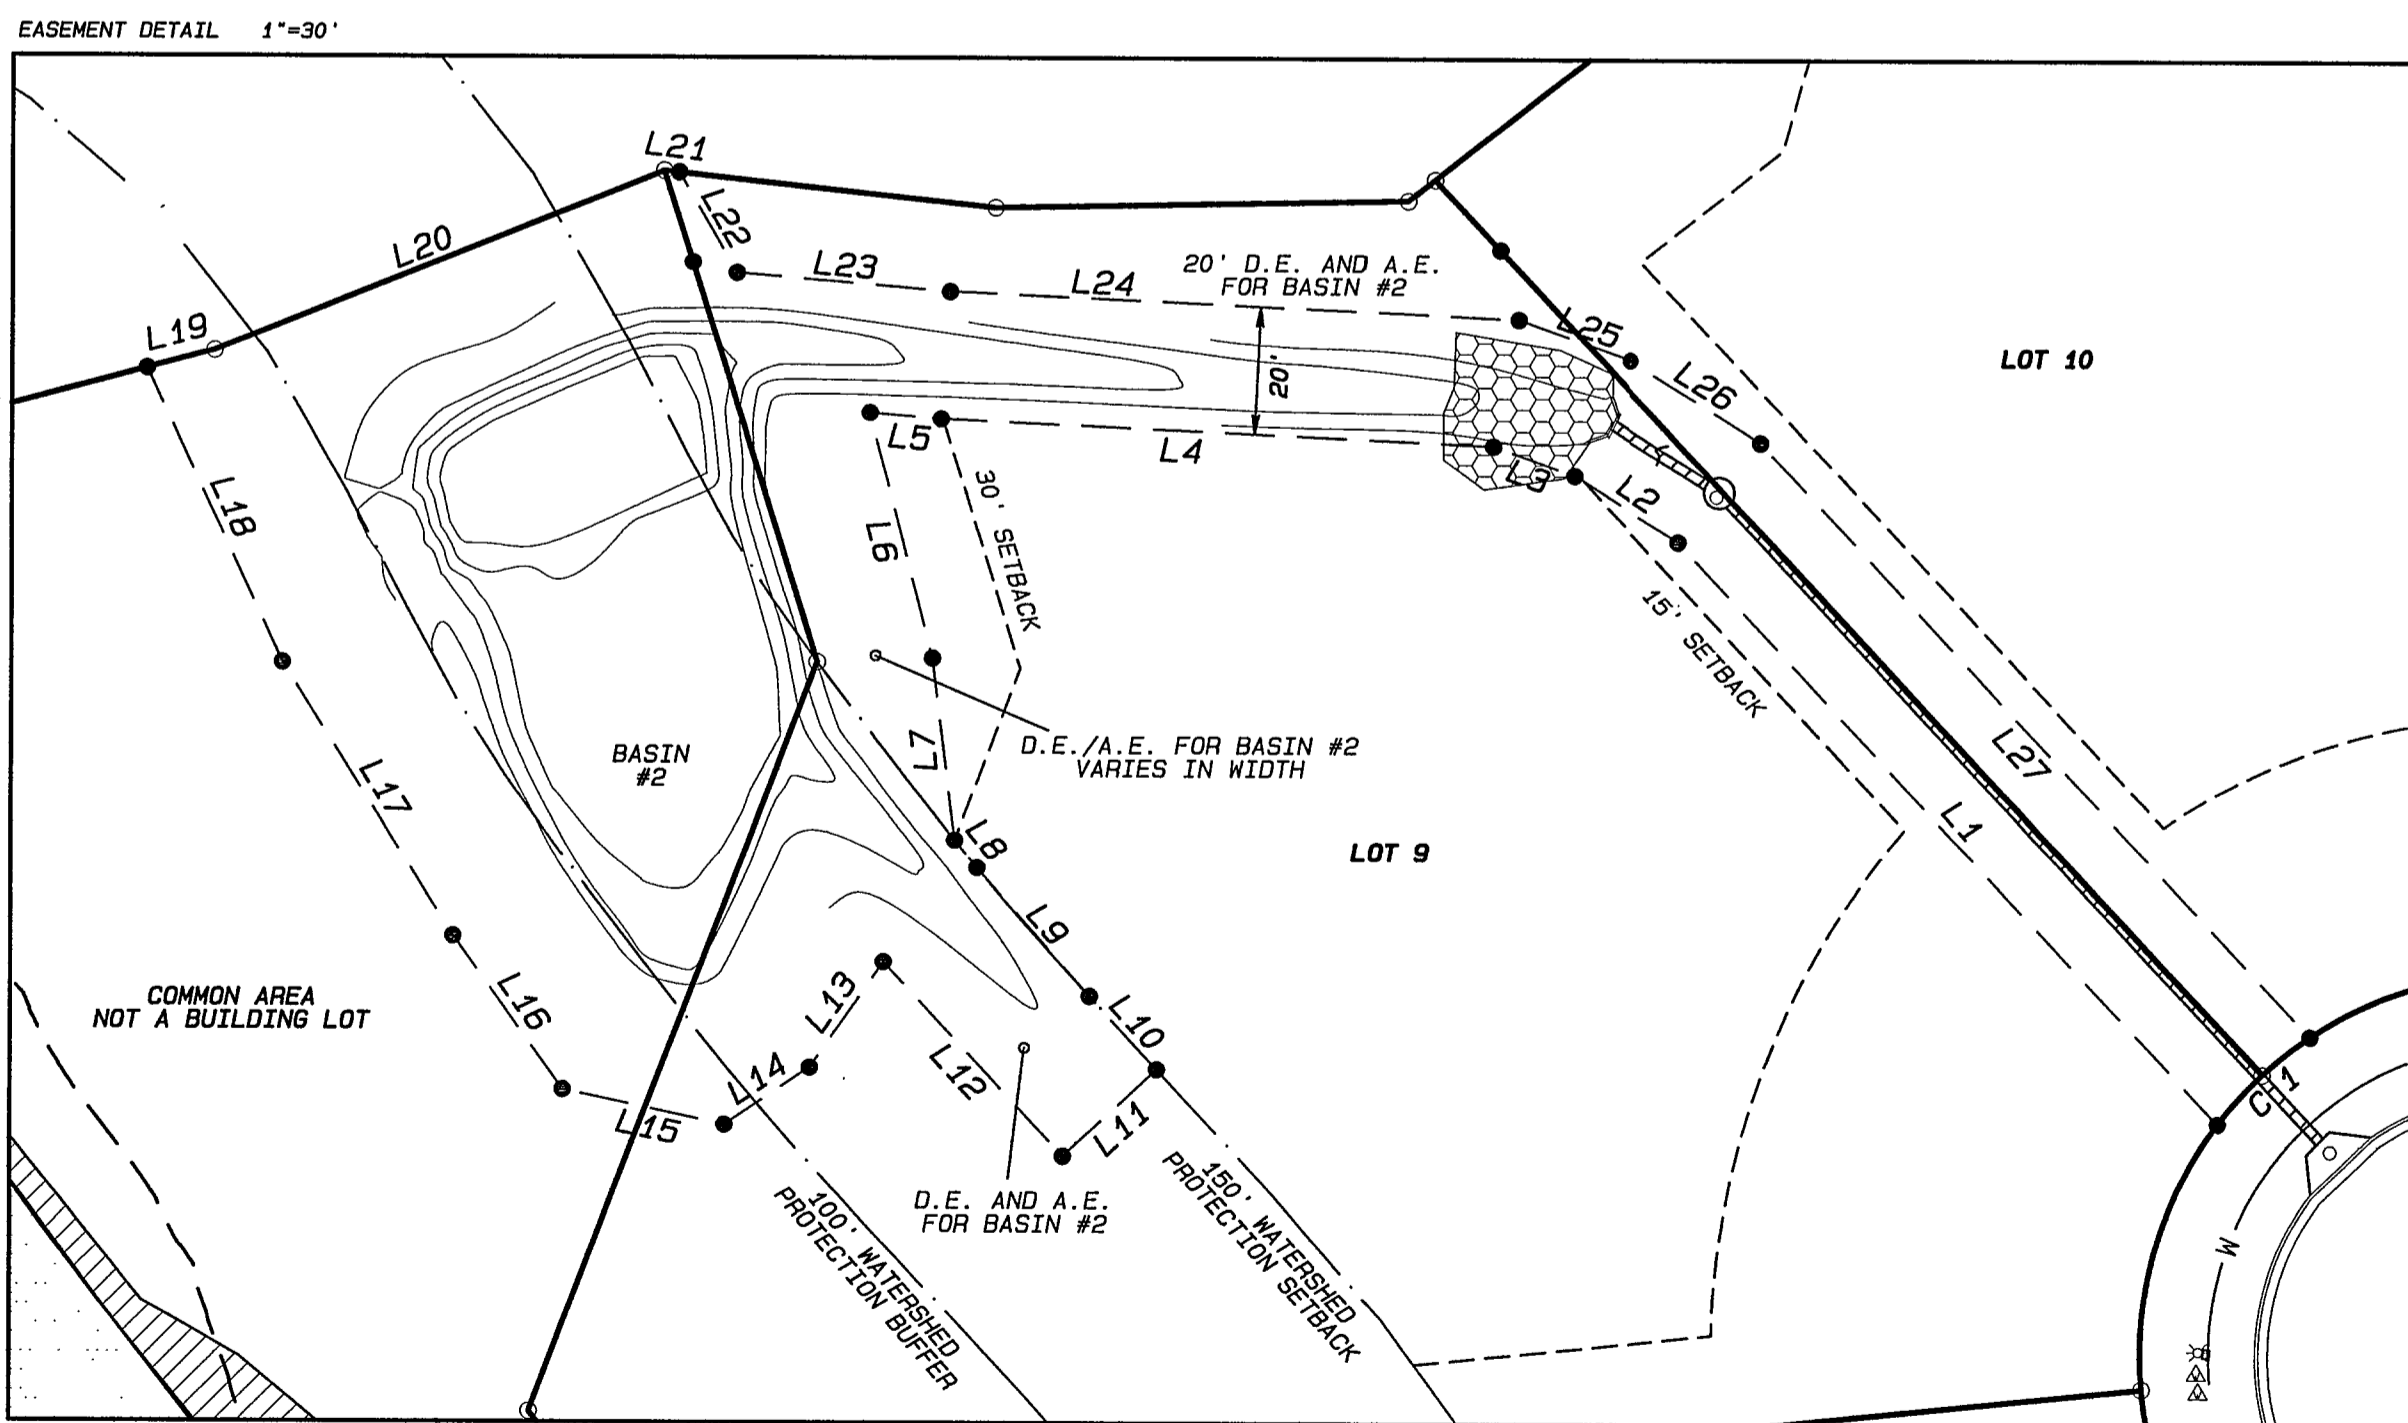 EASEMENT DETAIL 1"=30'
L21
L22
L20
L23
L24
20' D.E. AND A.E.
FOR BASIN #2
L19
L25
L26
LOT 10
20'
L5
L4
L3
L2
L18
L6
30' SETBACK
15' SETBACK
L7
D.E./A.E. FOR BASIN #2
VARIES IN WIDTH
BASIN
#2
L17
L8
L27
L1
LOT 9
L9
L16
COMMON AREA
NOT A BUILDING LOT
L13
L10
L12
L14
L15
L11
C 1
D.E. AND A.E.
FOR BASIN #2
100' WATERSHED
PROTECTION BUFFER
150' WATERSHED
PROTECTION SETBACK
W